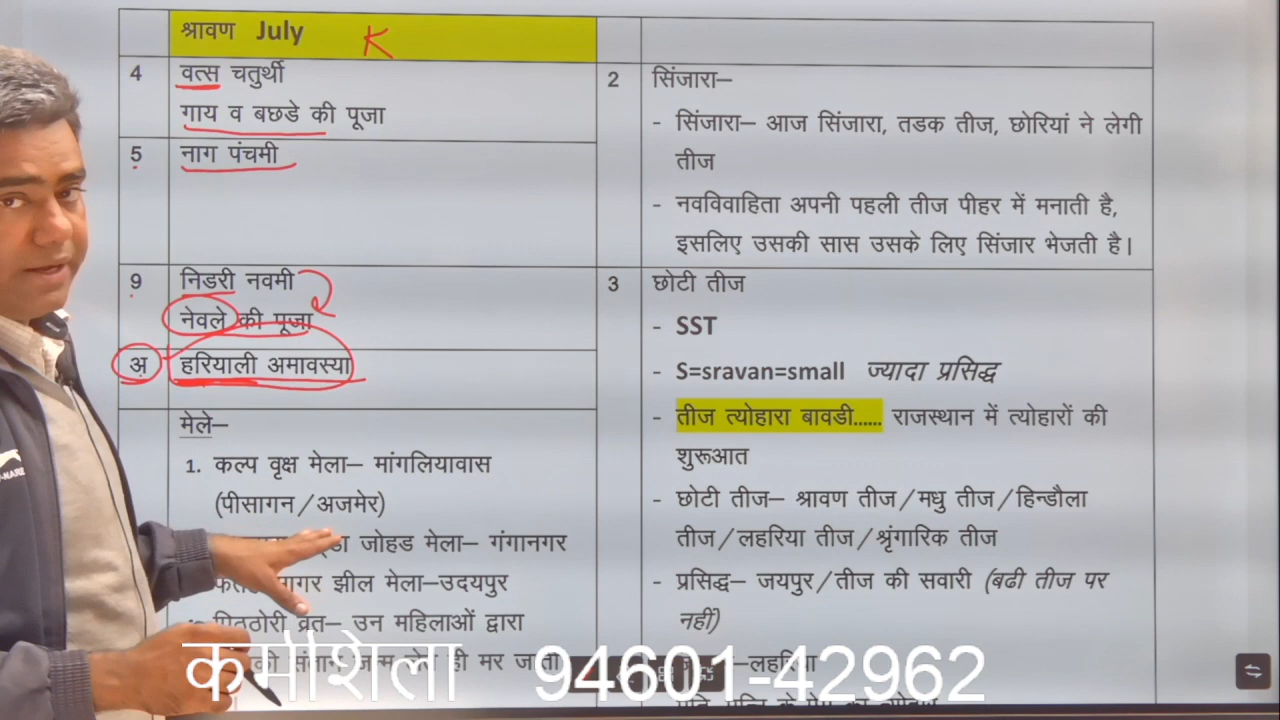 श्रावण July K
4 वत्स चतुर्थी
गाय व बछडे की पूजा
5 नाग पंचमी
9 निडरी नवमी
नेवले की पूजा
अ हरियाली अमावस्या
मेले–
1. कल्प वृक्ष मेला– मांगलियावास
(पीसागन/अजमेर)
जोहड मेला– गंगानगर
झील मेला–उदयपुर
व्रत– उन महिलाओं द्वारा
2 सिंजारा–
- सिंजारा– आज सिंजारा, तडक तीज, छोरियां ने लेगी
तीज
- नवविवाहिता अपनी पहली तीज पीहर में मनाती है,
इसलिए उसकी सास उसके लिए सिंजार भेजती है।
3 छोटी तीज
- SST
- S=sravan=small ज्यादा प्रसिद्ध
- तीज त्योहारा बावडी...... राजस्थान में त्योहारों की
शुरूआत
- छोटी तीज– श्रावण तीज/मधु तीज/हिन्डौला
तीज/लहरिया तीज/श्रृंगारिक तीज
- प्रसिद्ध– जयपुर/तीज की सवारी (बढी तीज पर
नहीं)
–लहरिया
कर्मशिला 94601-42962